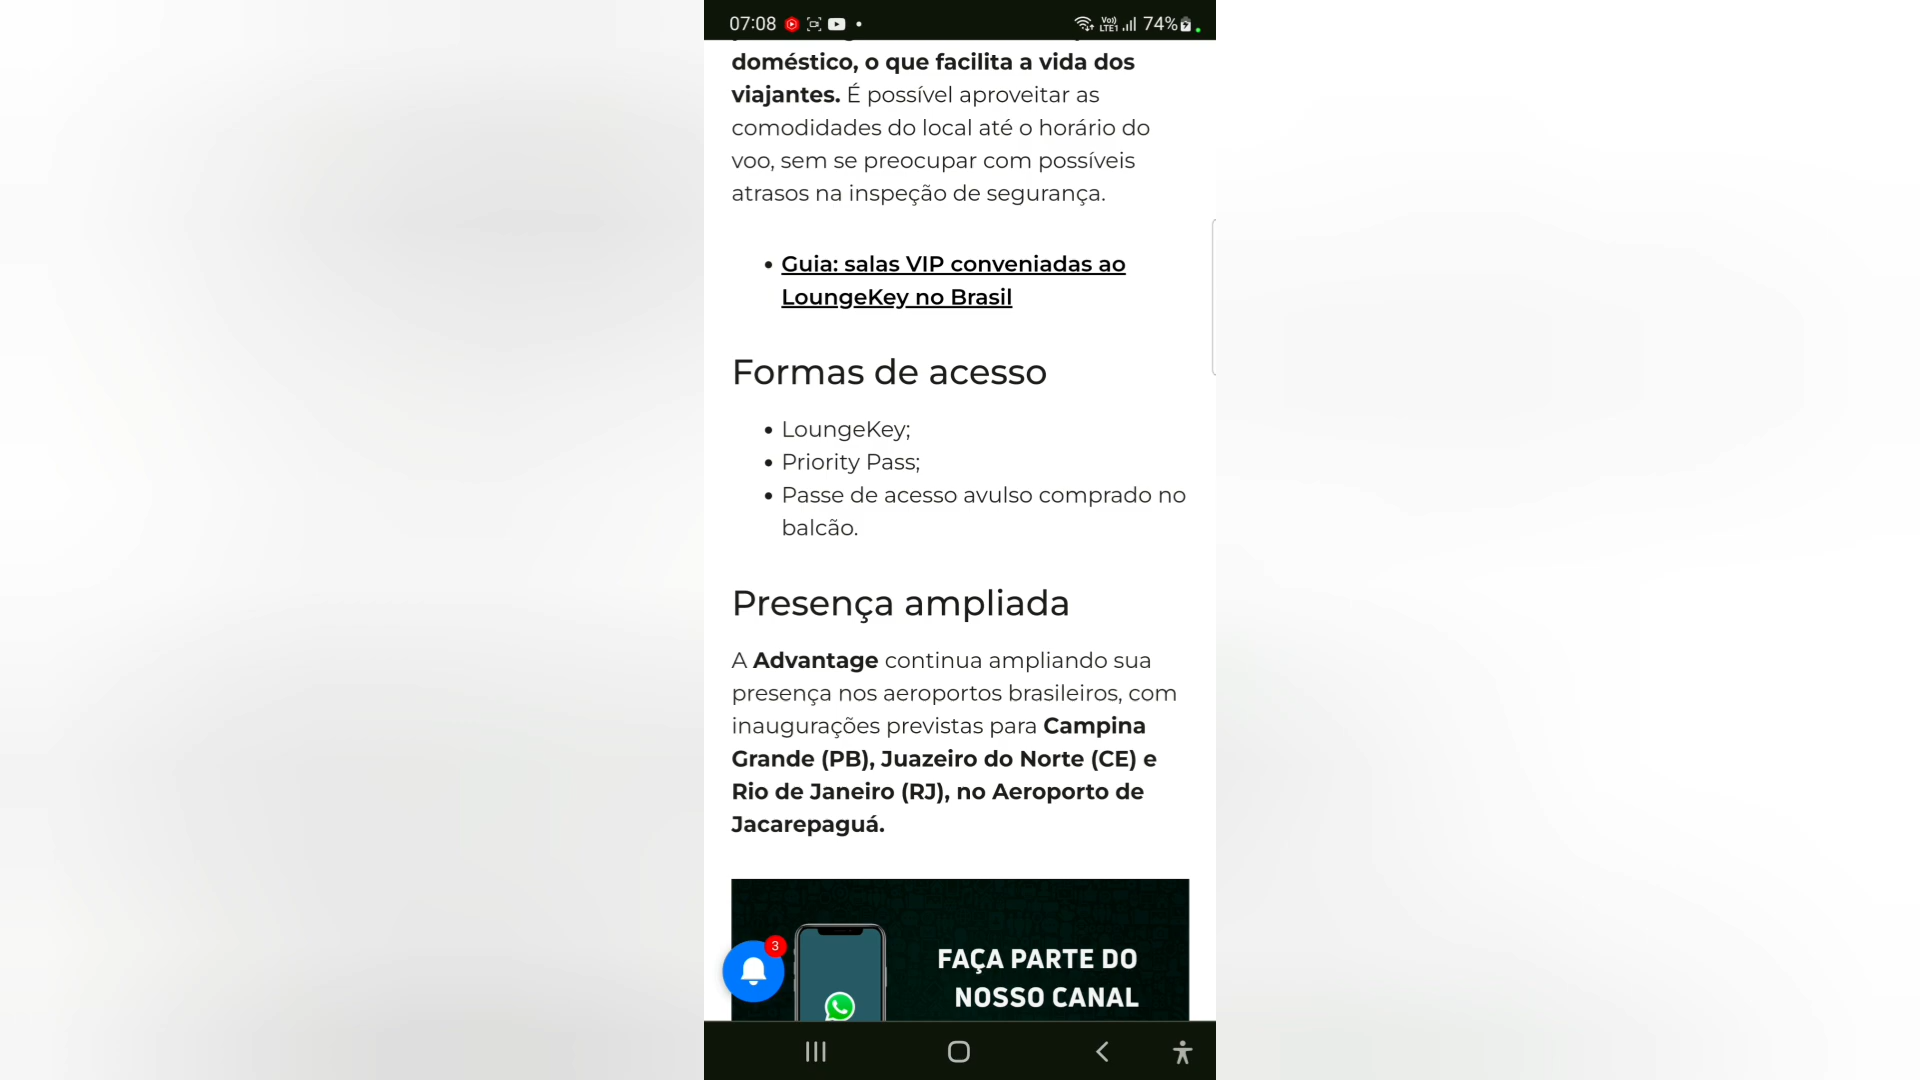 07:08
Vo))
LTE1
74%
doméstico, o que facilita a vida dos
viajantes. É possível aproveitar as
comodidades do local até o horário do
voo, sem se preocupar com possíveis
atrasos na inspeção de segurança.
• Guia: salas VIP conveniadas ao
LoungeKey no Brasil
Formas de acesso
• LoungeKey;
• Priority Pass;
• Passe de acesso avulso comprado no
balcão.
Presença ampliada
A Advantage continua ampliando sua
presença nos aeroportos brasileiros, com
inaugurações previstas para Campina
Grande (PB), Juazeiro do Norte (CE) e
Rio de Janeiro (RJ), no Aeroporto de
Jacarepaguá.
3
FAÇA PARTE DO
NOSSO CANAL